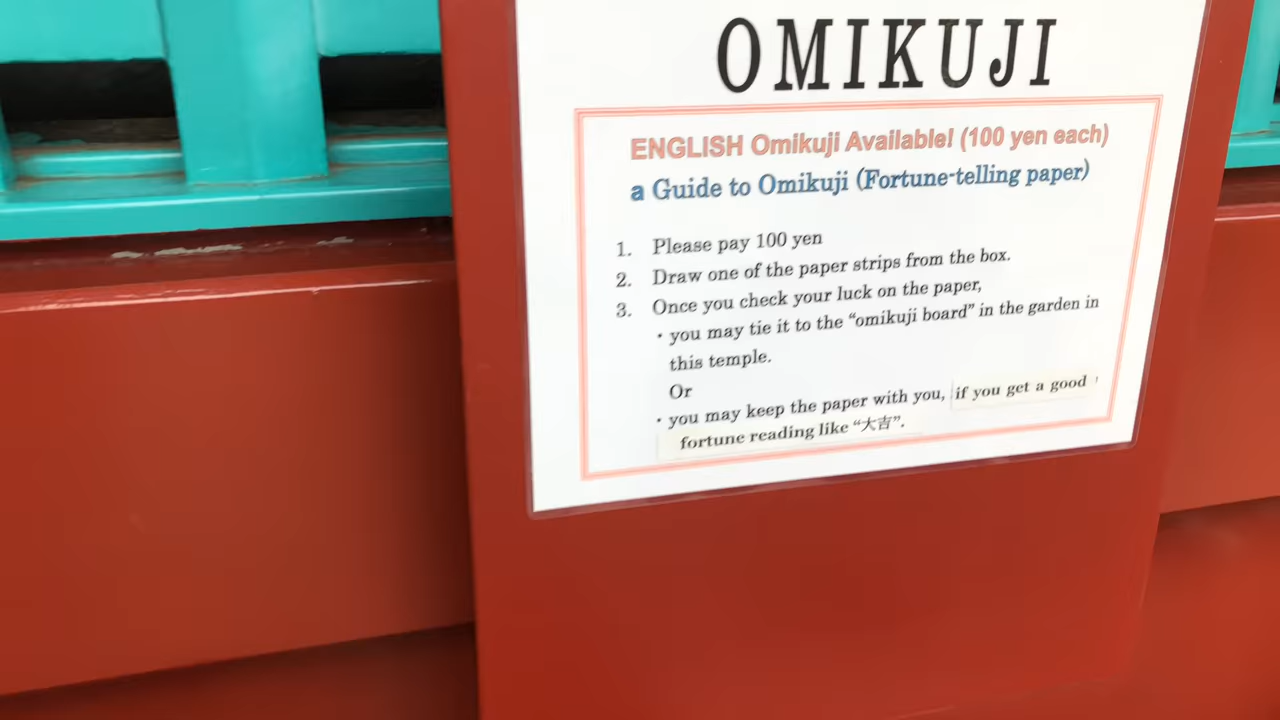 OMIKUJI
ENGLISH Omikuji Available! (100 yen each)
a Guide to Omikuji (Fortune-telling paper)
1. Please pay 100 yen
2. Draw one of the paper strips from the box.
3. Once you check your luck on the paper,
・you may tie it to the “omikuji board” in the garden in
this temple.
Or
・you may keep the paper with you, if you get a good
fortune reading like “大吉”.